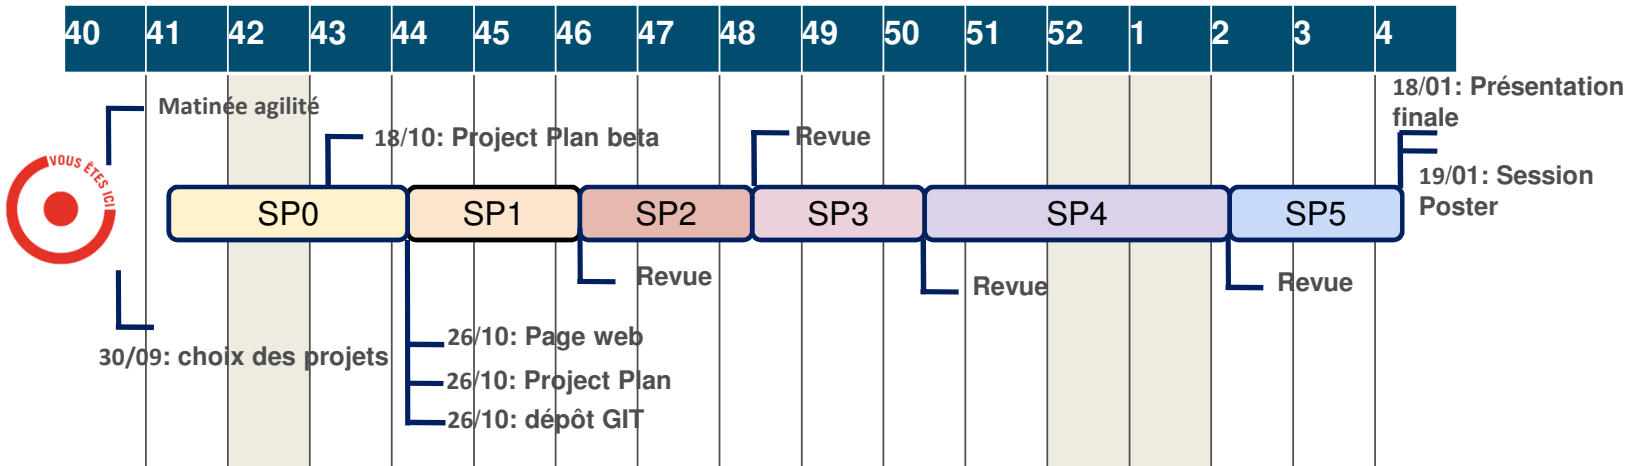 40 41 42 43 44 45 46 47 48 49 50 51 52 1 2 3 4
Matinée agilité
18/10: Project Plan beta
Revue
18/01: Présentation
finale
VOUS ÊTES ICI
19/01: Session
Poster
SP0 SP1 SP2 SP3 SP4 SP5
Revue
Revue
Revue
26/10: Page web
30/09: choix des projets
26/10: Project Plan
26/10: dépôt GIT